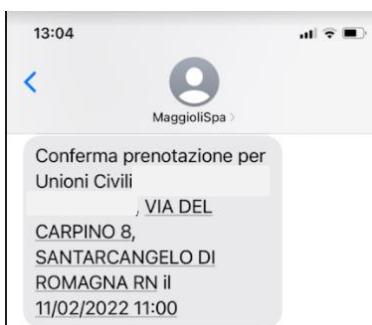 13:04
MaggioliSpa
Conferma prenotazione per
Unioni Civili
, VIA DEL
CARPINO 8,
SANTARCANGELO DI
ROMAGNA RN il
11/02/2022 11:00